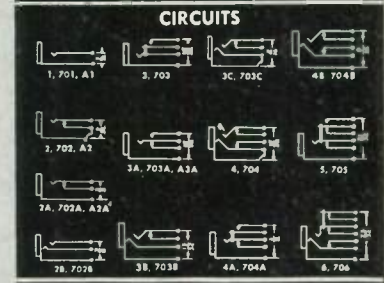 CIRCUITS
1, 701, A1
3, 703
3C, 703C
4B 704B
2, 702, A2
3A, 703A, A3A
4, 704
5, 705
2A, 702A, A2A
2B, 702B
3B, 703B
4A, 704A
6, 706